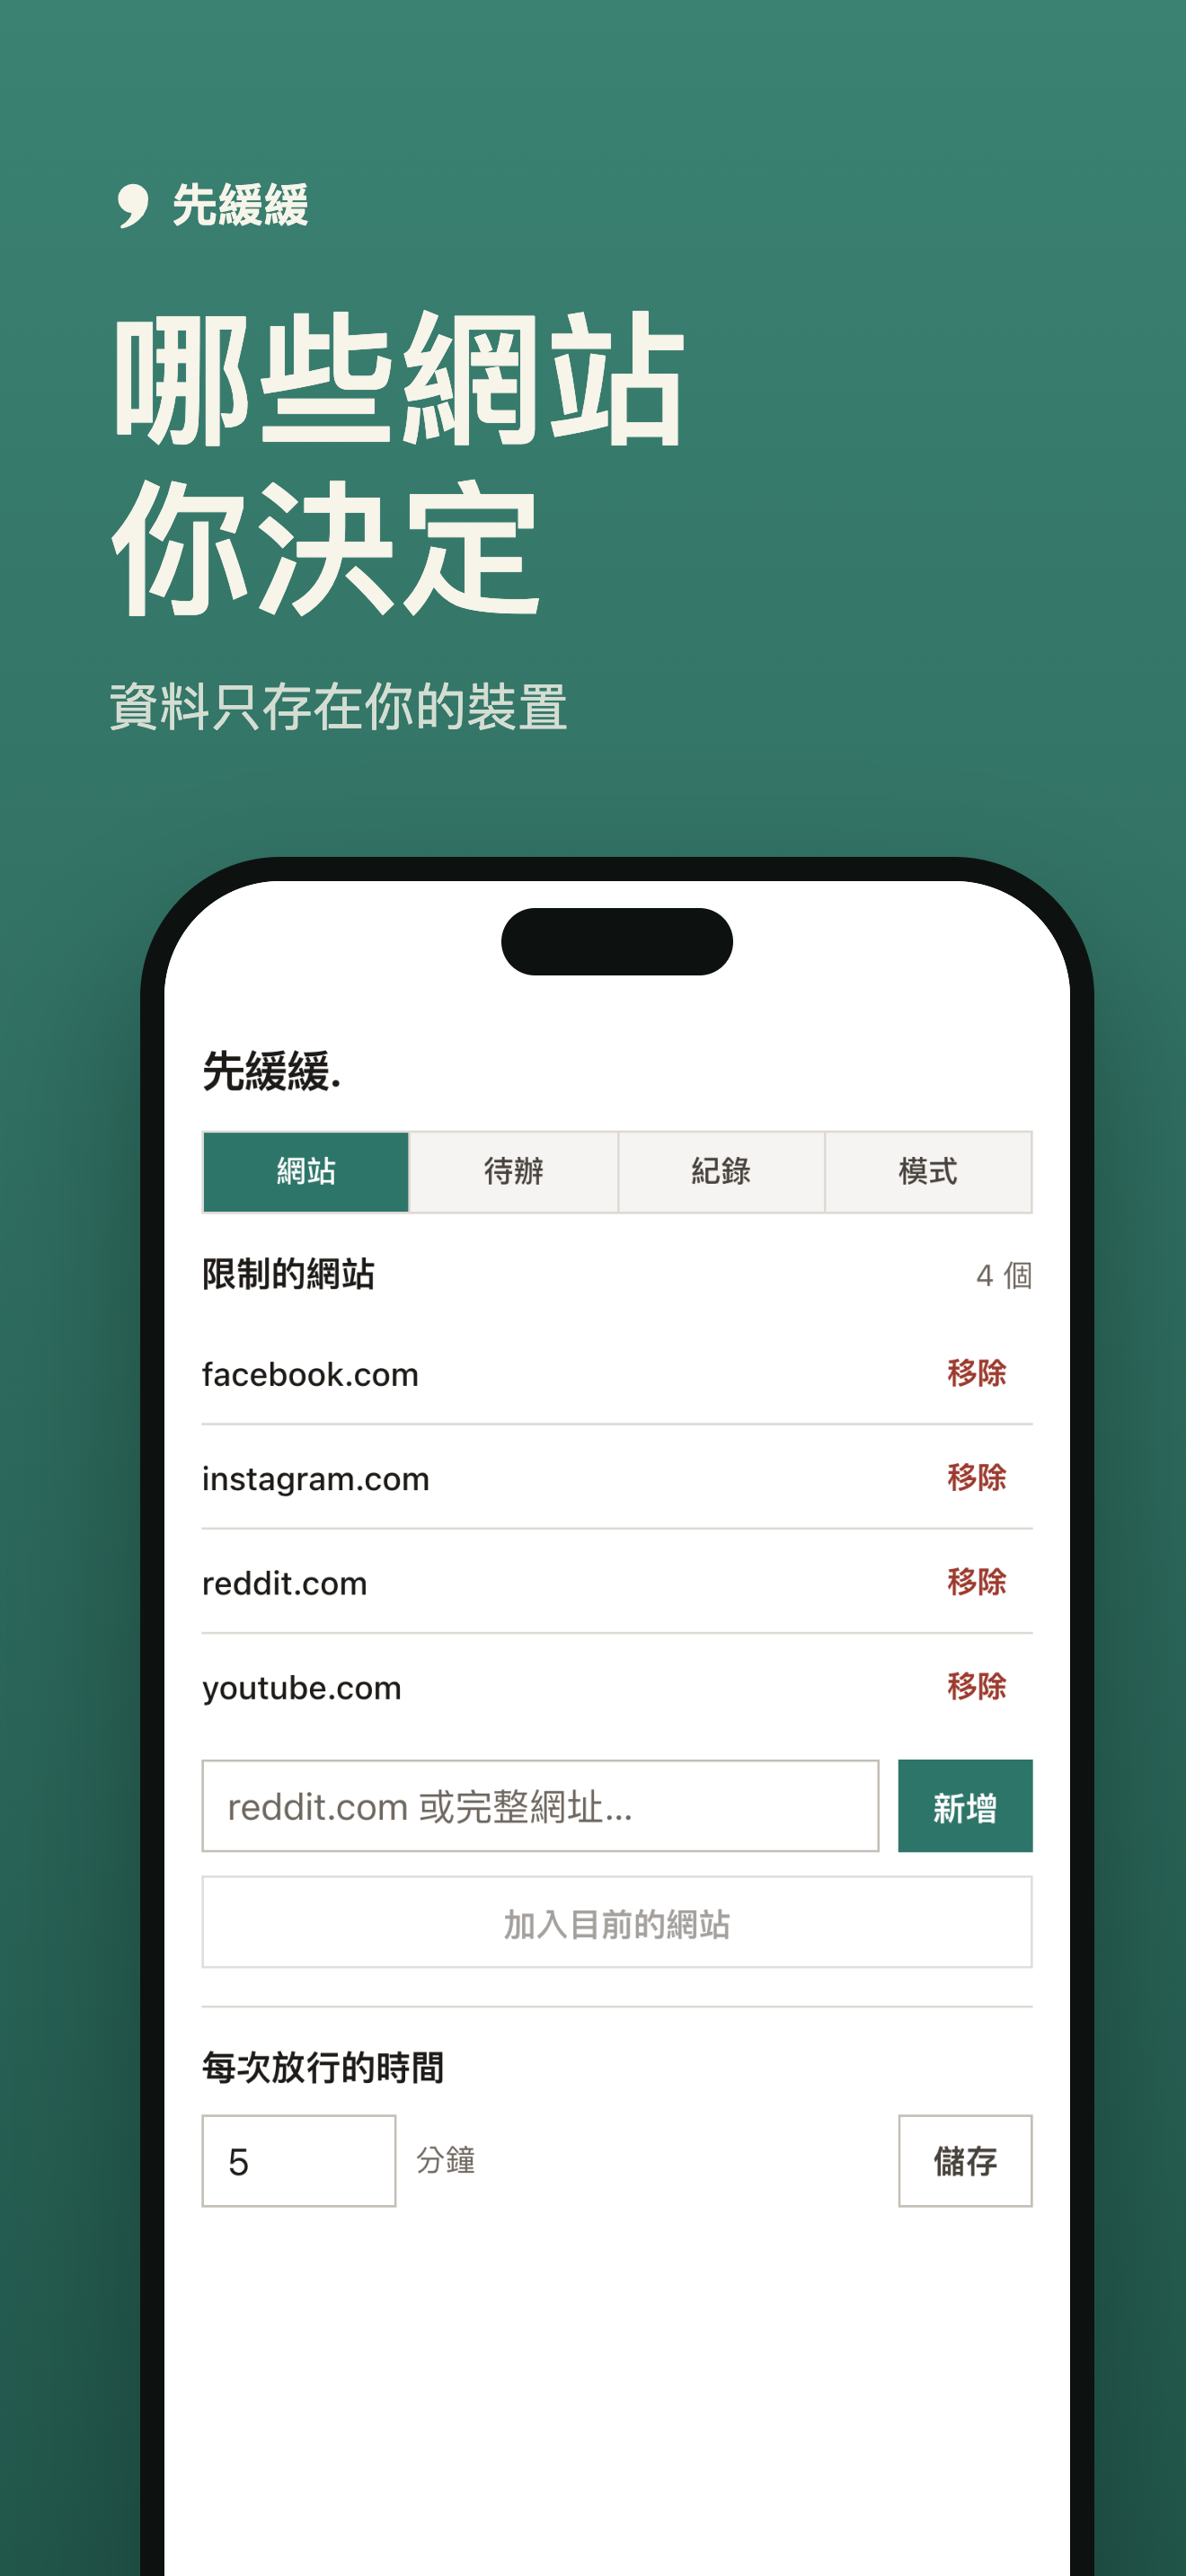 先緩緩
哪些網站
你決定
資料只存在你的裝置
先緩緩.
網站 待辦 紀錄 模式
限制的網站 4 個
facebook.com 移除
instagram.com 移除
reddit.com 移除
youtube.com 移除
reddit.com 或完整網址... 新增
加入目前的網站
每次放行的時間
5 分鐘 儲存